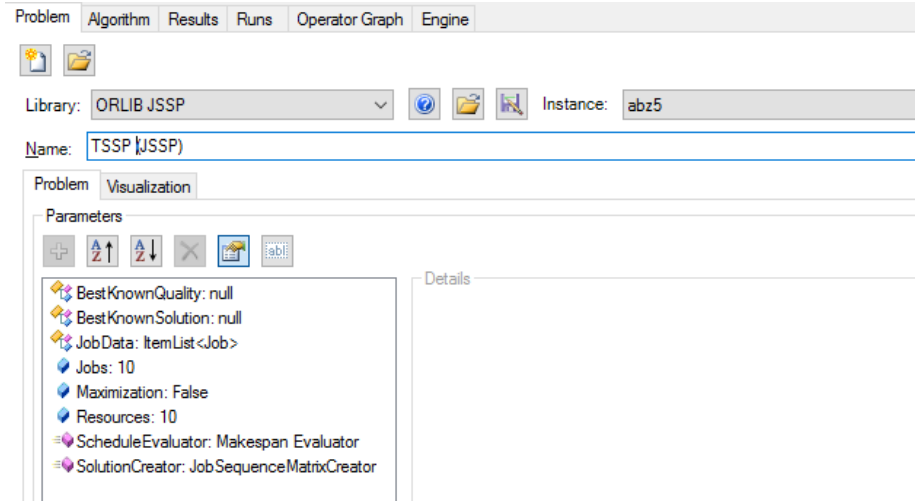 Problem Algorithm Results Runs Operator Graph Engine
Library: ORLIB JSSP Instance: abz5
Name: TSSP (JSSP)
Problem Visualization
Parameters
Details
BestKnownQuality: null
BestKnownSolution: null
JobData: ItemList<Job>
Jobs: 10
Maximization: False
Resources: 10
ScheduleEvaluator: Makespan Evaluator
SolutionCreator: JobSequenceMatrixCreator